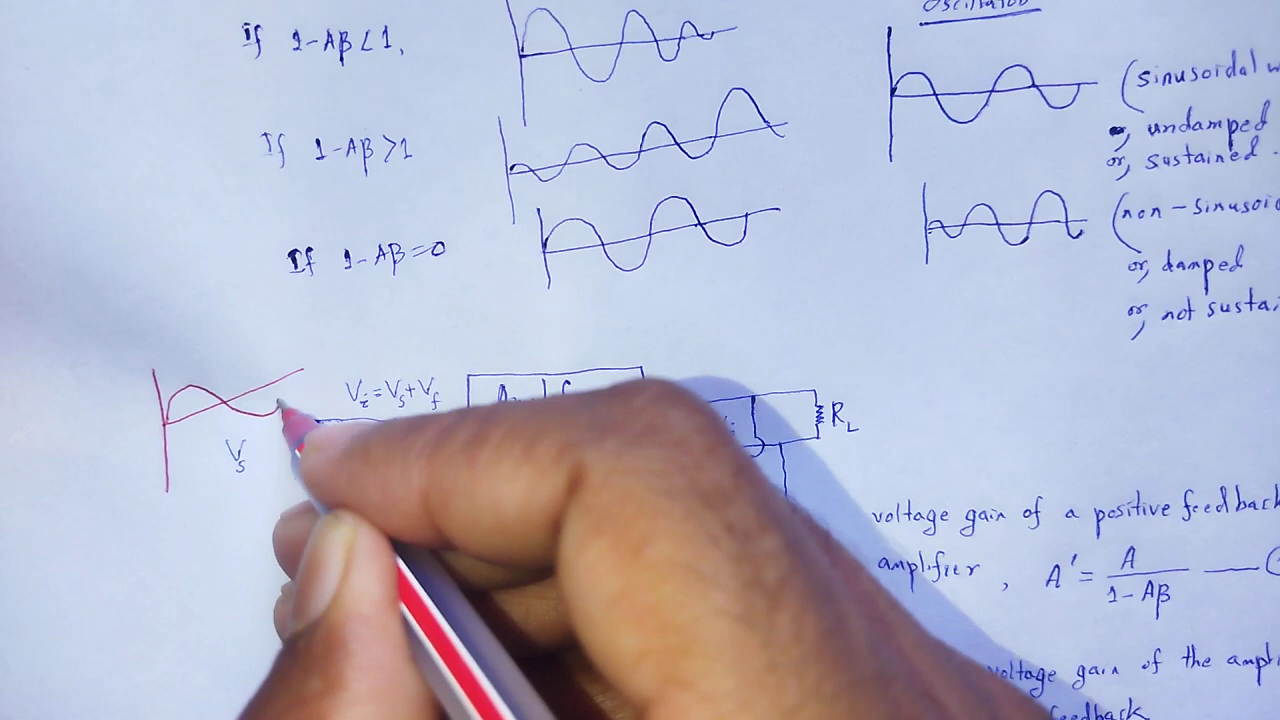 Oscillator
If 1-Aβ<1,
(sinusoidal
or, undamped
If 1-Aβ>1
or, sustained
(non-sinusoid
If 1-Aβ=0
or, damped
or, not sustai
Vi=Vs+Vf
RL
Vs
voltage gain of a positive feedback
amplifier, A'= A/1-Aβ
voltage gain of the ampl
feedback